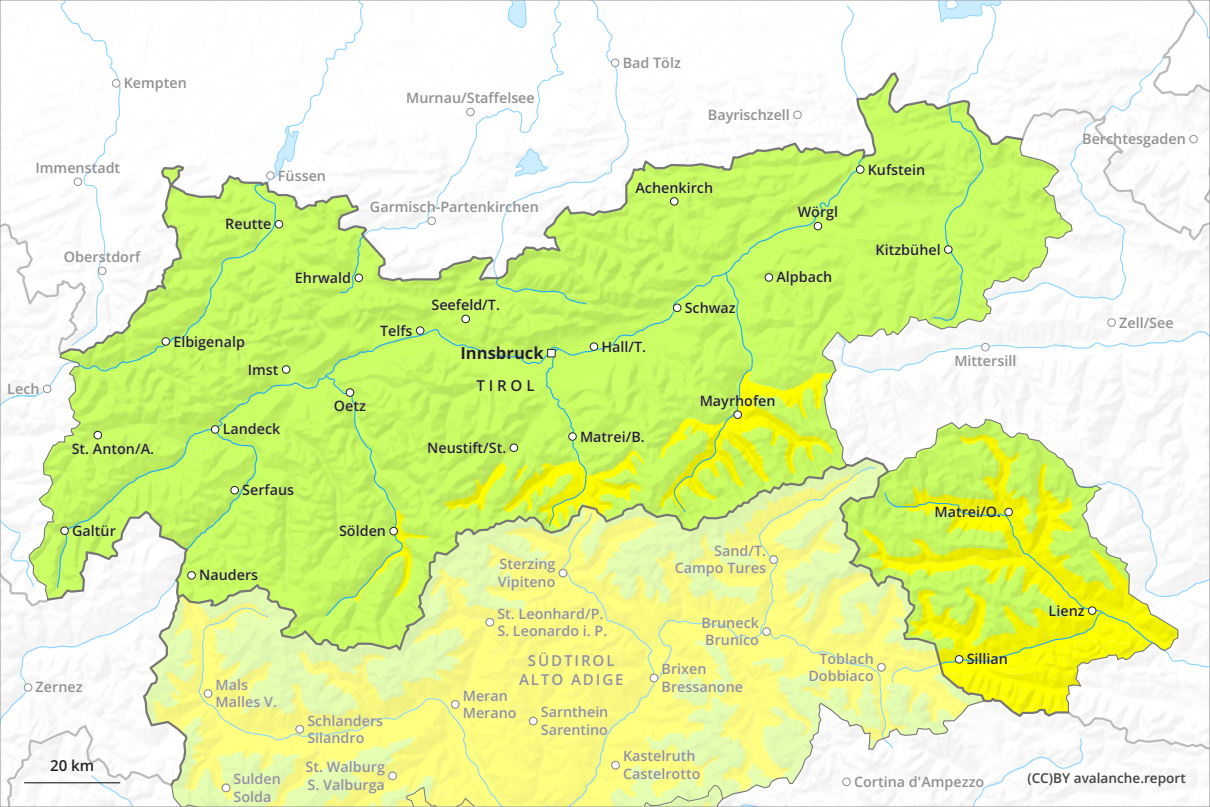 Bad Tölz
Kempten
Murnau/Staffelsee
Bayrischzell
Berchtesgaden
Immenstadt
Füssen
Kufstein
Achenkirch
Garmisch-Partenkirchen
Wörgl
Reutte
Kitzbühel
Oberstdorf
Ehrwald
Alpbach
Seefeld/T.
Schwaz
Zell/See
Telfs
Elbigenalp
Hall/T.
Innsbruck
Mittersill
Imst
TIROL
Lech
Mayrhofen
Oetz
Landeck
Matrei/B.
St. Anton/A.
Neustift/St.
Serfaus
Matrei/O.
Galtür
Sölden
Sand/T.
Campo Tures
Sterzing
Vipiteno
Nauders
Lienz
St. Leonhard/P.
S. Leonardo i. P.
Bruneck
Brunico
Sillian
SÜDTIROL
ALTO ADIGE
Toblach
Dobbiaco
Brixen
Bressanone
Zernez
Mals
Malles V.
Meran
Merano
Sarnthein
Sarentino
Schlanders
Silandro
Kastelruth
Castelrotto
20 km
St. Walburg
S. Valburga
Sulden
Solda
Cortina d'Ampezzo
(CC)BY avalanche.report